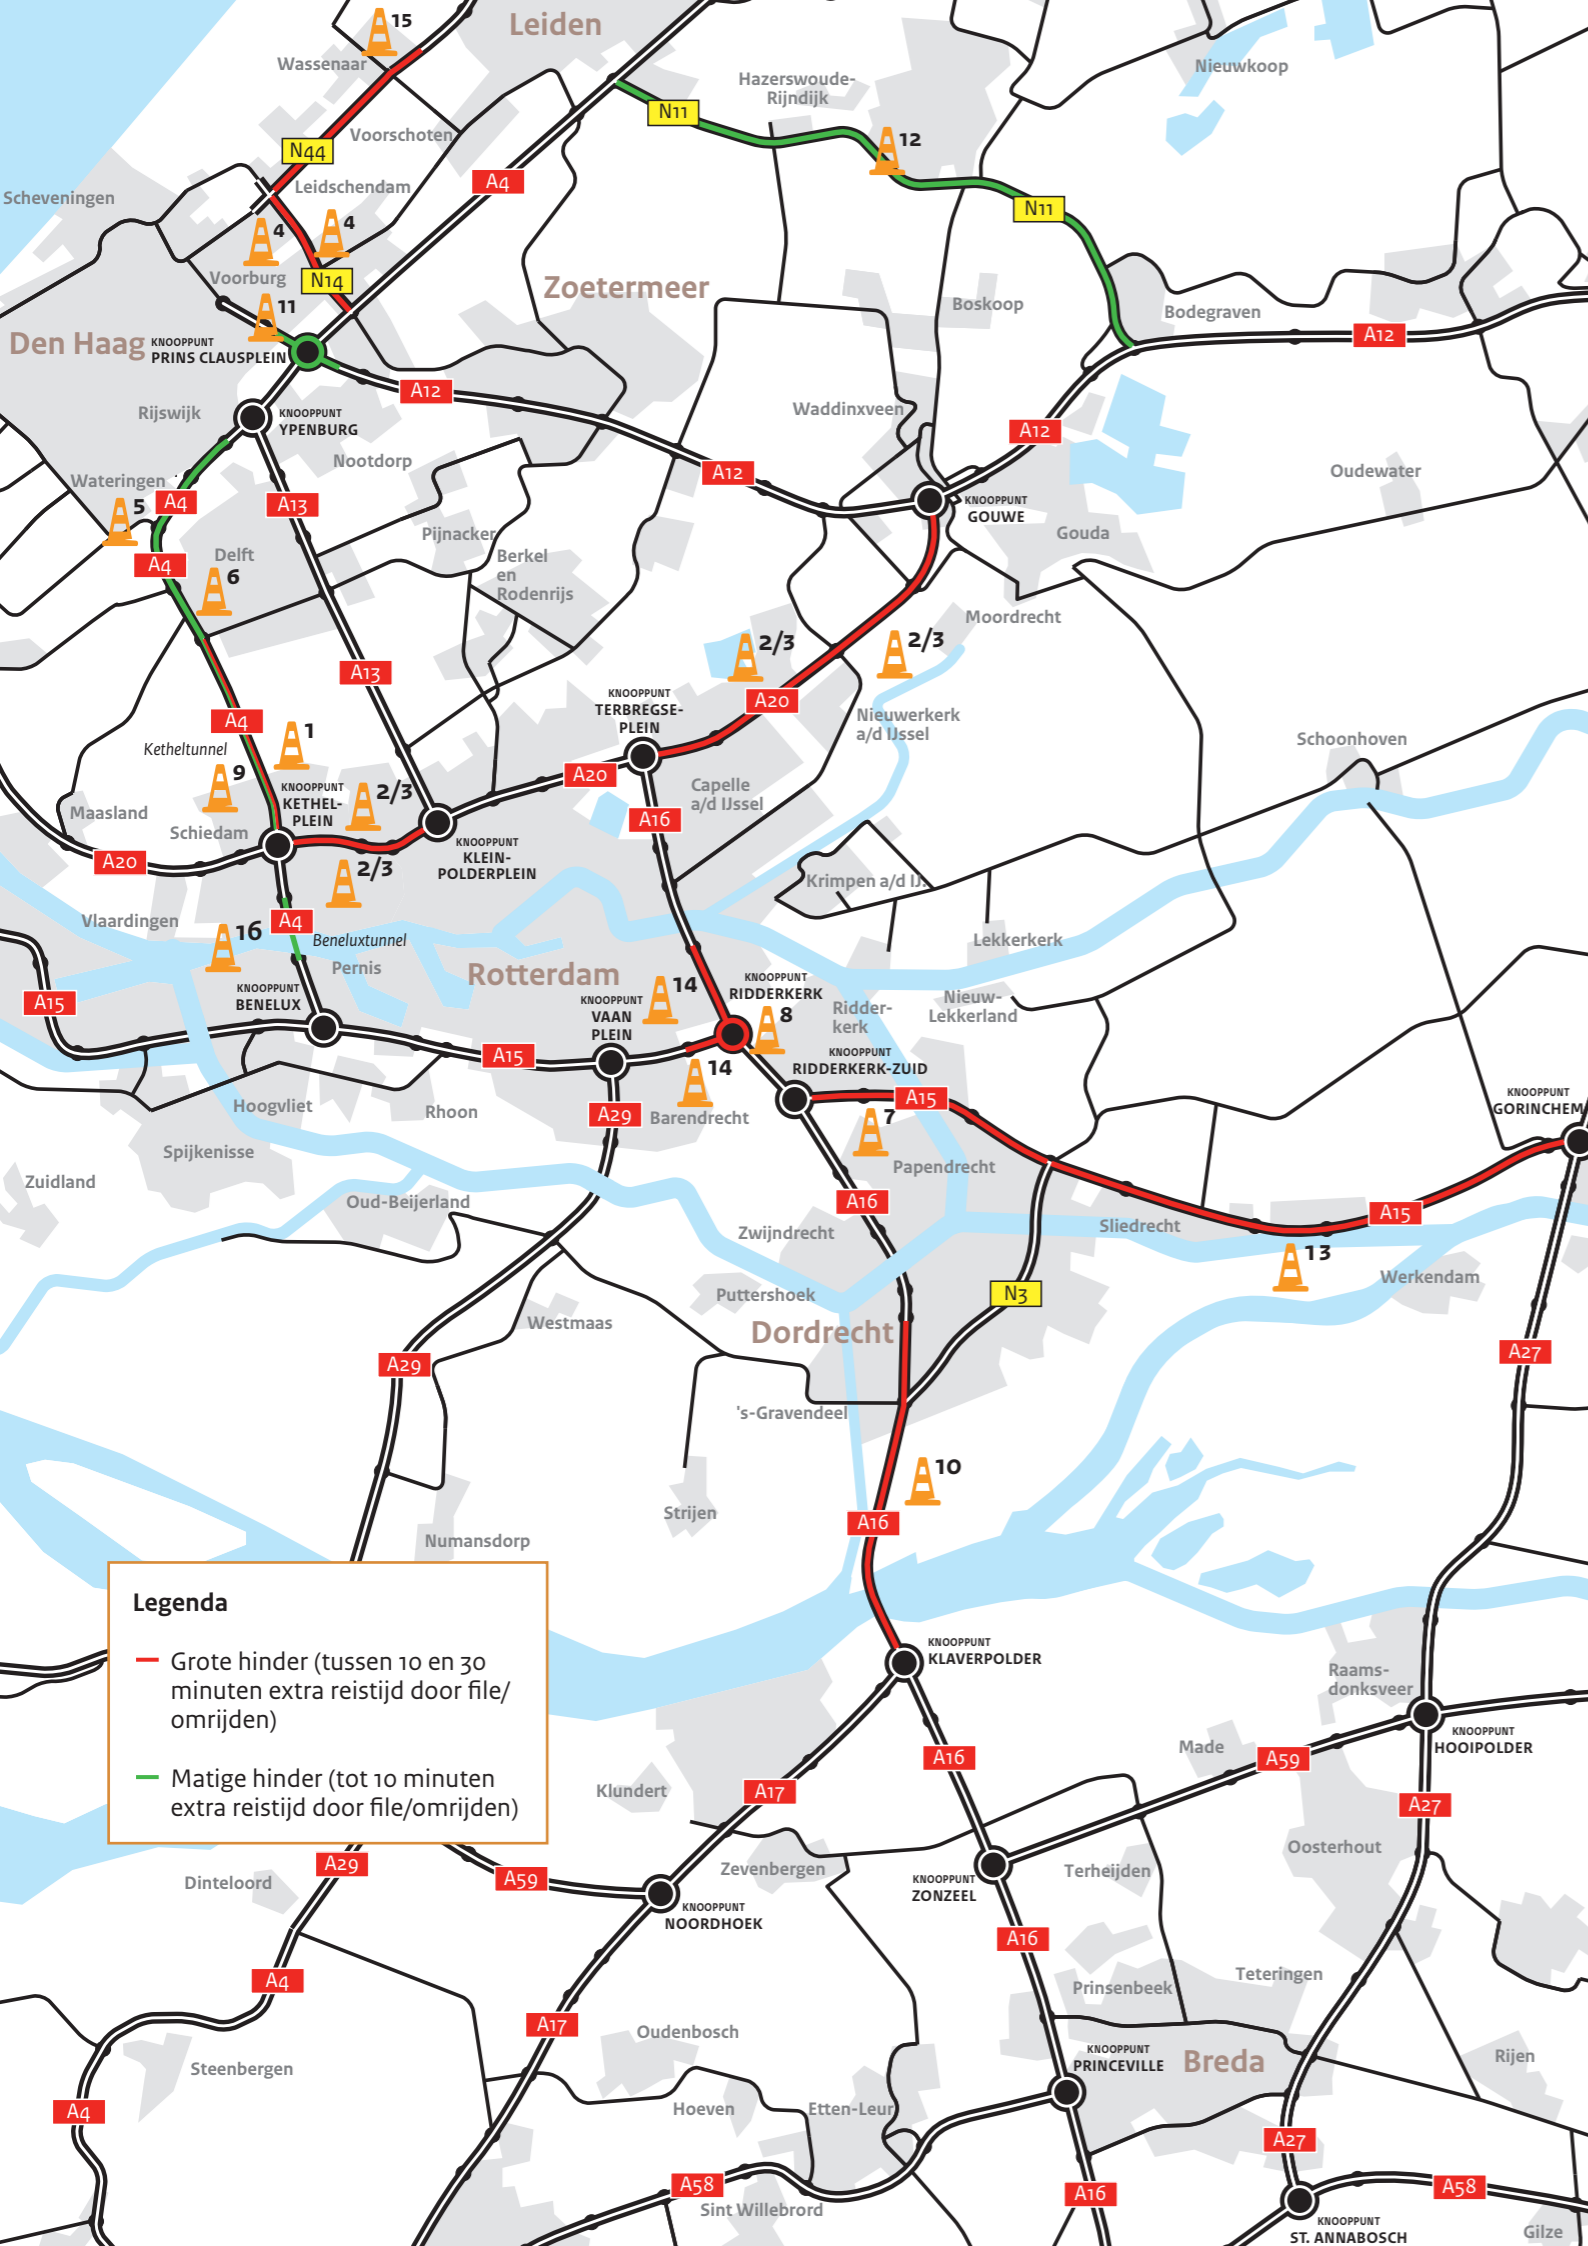 Leiden
15
Wassenaar
Hazerswoude-
Rijndijk
Nieuwkoop
N11
12
Voorschoten
N44
A4
Leidschendam
Scheveningen
N11
4
4
Voorburg
N14
Zoetermeer
11
Boskoop
Bodegraven
Den Haag
KNOOPPUNT
PRINS CLAUSPLEIN
A12
A12
Rijswijk
KNOOPPUNT
YPENBURG
Waddinxveen
A12
Nootdorp
A12
Oudewater
Wateringen
5
A4
A13
KNOOPPUNT
GOUWE
Gouda
Pijnacker
Delft
A4
6
Berkel
en
Rodenrijs
Moordrecht
2/3
2/3
A13
KNOOPPUNT
TERBREGSE-
PLEIN
A20
Nieuwerkerk
a/d IJssel
A4
1
Ketheltunnel
9
Schoonhoven
KNOOPPUNT
KETHEL-
PLEIN
2/3
A20
Capelle
a/d IJssel
Maasland
Schiedam
A16
A20
2/3
KNOOPPUNT
KLEIN-
POLDERPLEIN
Krimpen a/d IJ.
Vlaardingen
A4
16
Beneluxtunnel
Lekkerkerk
Pernis
Rotterdam
KNOOPPUNT
BENELUX
A15
14
KNOOPPUNT
RIDDERKERK
KNOOPPUNT
VAAN
PLEIN
8
Ridder-
kerk
Nieuw-
Lekkerland
A15
KNOOPPUNT
RIDDERKERK-ZUID
14
A15
KNOOPPUNT
GORINCHEM
Hoogvliet
Rhoon
A29
Barendrecht
7
Spijkenisse
Papendrecht
Zuidland
Oud-Beijerland
A16
Zwijndrecht
Sliedrecht
A15
13
Werkendam
Puttershoek
N3
Westmaas
Dordrecht
A29
A27
's-Gravendeel
10
Strijen
A16
Numansdorp
Legenda
Grote hinder (tussen 10 en 30
minuten extra reistijd door file/
omrijden)
Matige hinder (tot 10 minuten
extra reistijd door file/omrijden)
KNOOPPUNT
KLAVERPOLDER
Raams-
donksveer
KNOOPPUNT
HOOIPOLDER
Made
A16
A59
Klundert
A17
A27
Oosterhout
A29
Dinteloord
A59
Zevenbergen
KNOOPPUNT
ZONZEEL
Terheijden
KNOOPPUNT
NOORDHOEK
A16
A4
Prinsenbeek
Teteringen
A17
Oudenbosch
KNOOPPUNT
PRINCEVILLE
Breda
Rijen
Steenbergen
A4
Hoeven
Etten-Leur
A27
A58
A16
A58
Sint Willebrord
KNOOPPUNT
ST. ANNABOSCH
Gilze